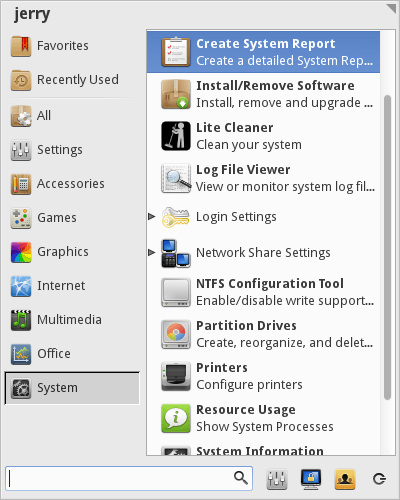 jerry
Favorites
Recently Used
All
Settings
Accessories
Games
Graphics
Internet
Multimedia
Office
System
Create System Report
Create a detailed System Rep...
Install/Remove Software
Install, remove and upgrade ...
Lite Cleaner
Clean your system
Log File Viewer
View or monitor system log fil...
Login Settings
Network Share Settings
NTFS Configuration Tool
Enable/disable write support...
Partition Drives
Create, reorganize, and delet...
Printers
Configure printers
Resource Usage
Show System Processes
System Information